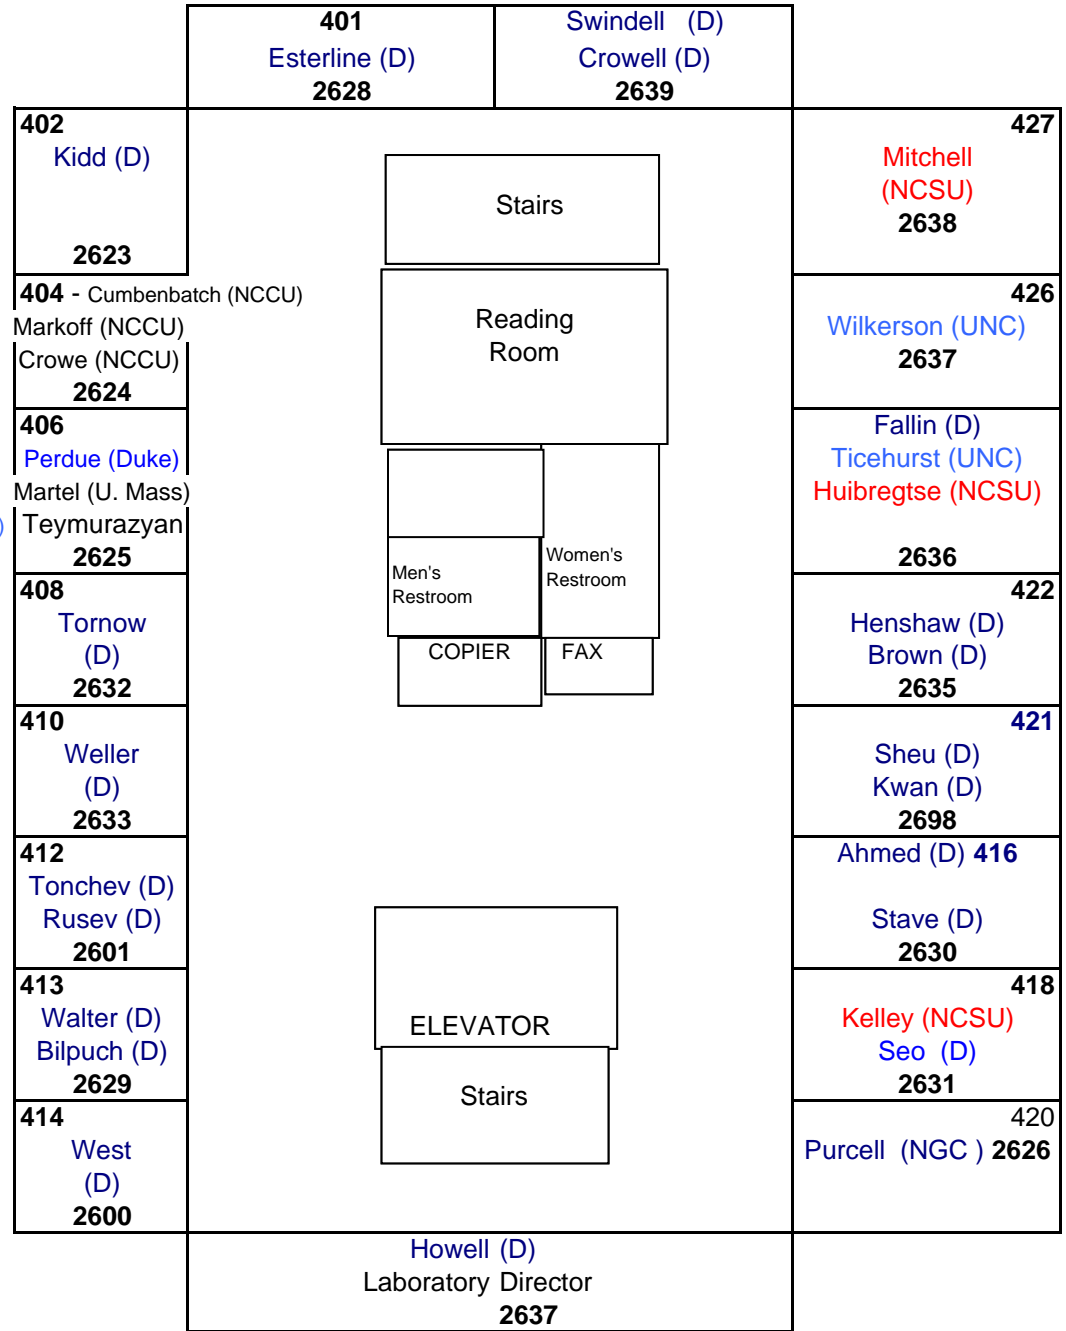 401
Esterline (D)
2628
Swindell (D)
Crowell (D)
2639
402
Kidd (D)
2623
404 - Cumbenbatch (NCCU)
Markoff (NCCU)
Crowe (NCCU)
2624
406
Perdue (Duke)
Martel (U. Mass)
) Teymurazyan
2625
408
Tornow
(D)
2632
410
Weller
(D)
2633
412
Tonchev (D)
Rusev (D)
2601
413
Walter (D)
Bilpuch (D)
2629
414
West
(D)
2600
Stairs
Reading
Room
Men's
Restroom
Women's
Restroom
COPIER
FAX
ELEVATOR
Stairs
427
Mitchell
(NCSU)
2638
426
Wilkerson (UNC)
2637
Fallin (D)
Ticehurst (UNC)
Huibregtse (NCSU)
2636
422
Henshaw (D)
Brown (D)
2635
421
Sheu (D)
Kwan (D)
2698
Ahmed (D) 416
Stave (D)
2630
418
Kelley (NCSU)
Seo (D)
2631
420
Purcell (NGC ) 2626
Howell (D)
Laboratory Director
2637